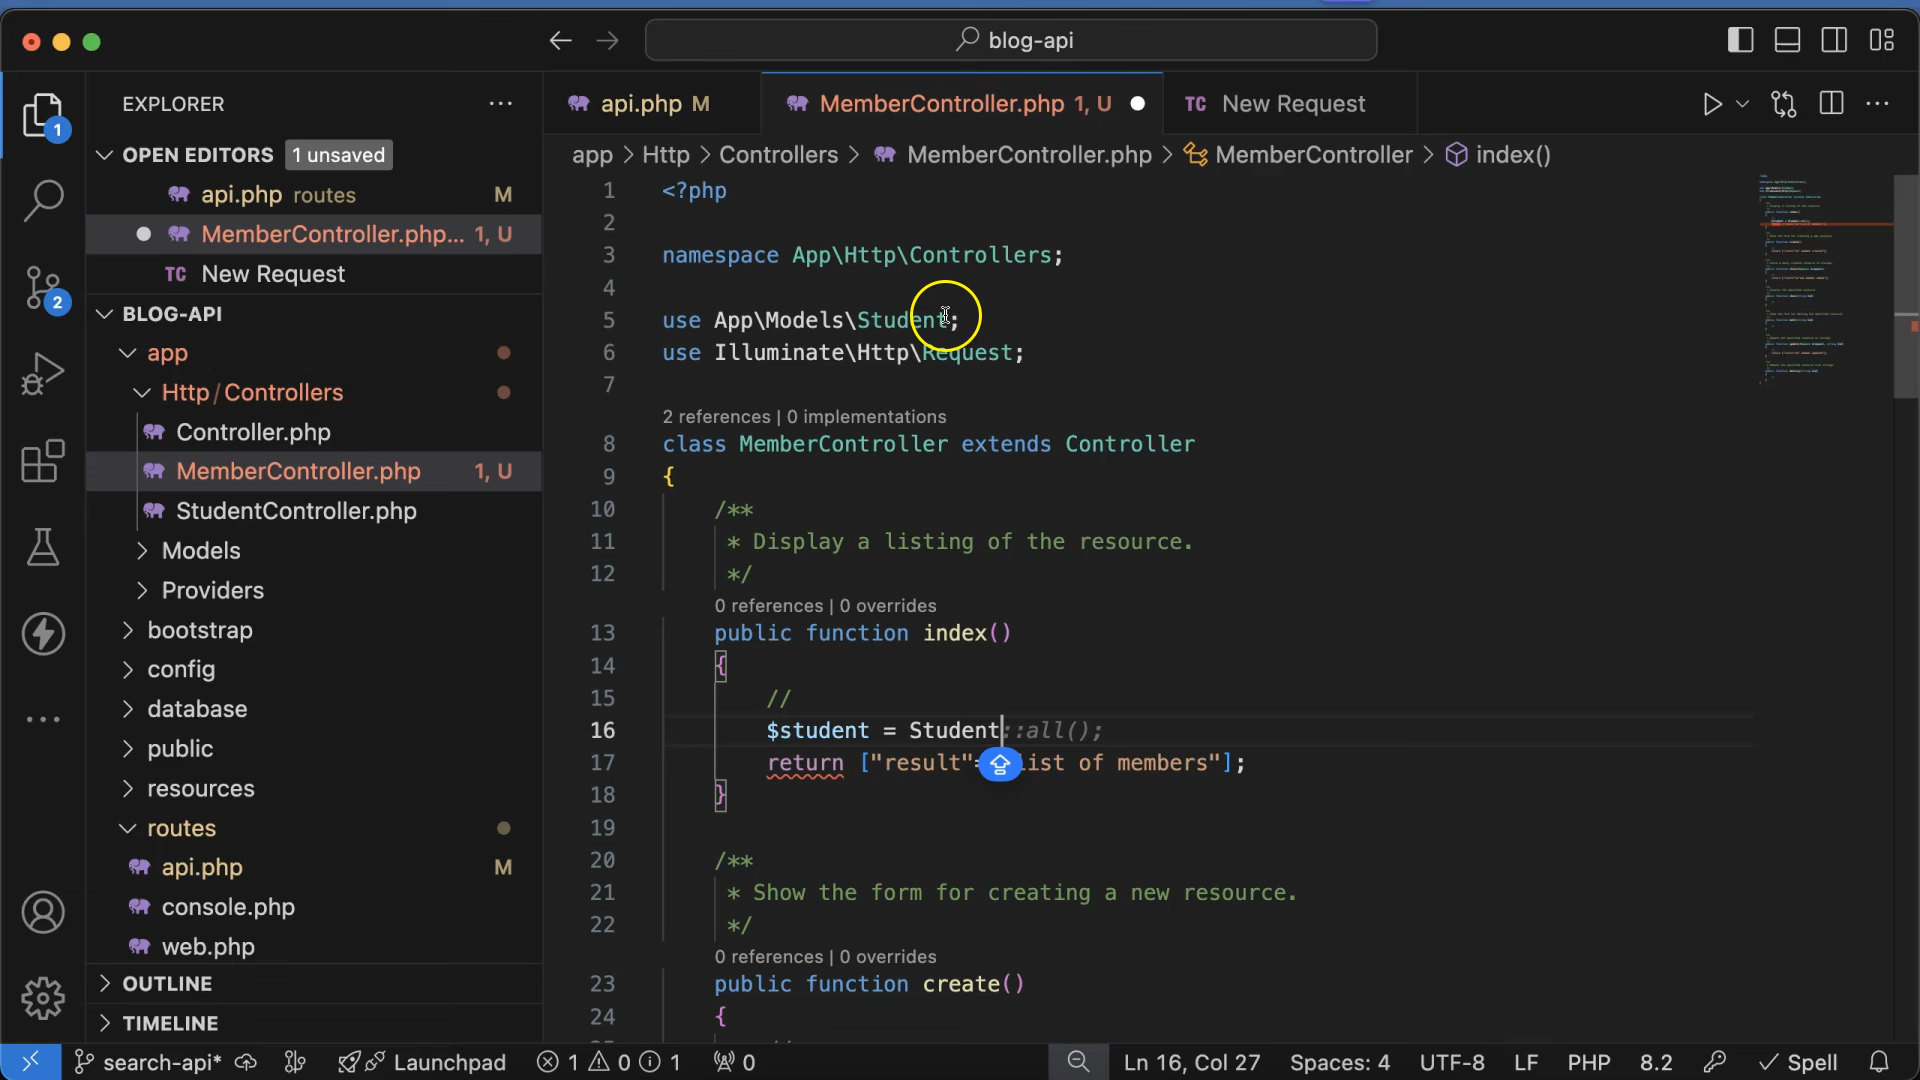 blog-api
EXPLORER
OPEN EDITORS 1 unsaved
api.php routes M
MemberController.php... 1, U
TC New Request
BLOG-API
app
Http / Controllers
Controller.php
MemberController.php 1, U
StudentController.php
Models
Providers
bootstrap
config
database
public
resources
routes
api.php M
console.php
web.php
OUTLINE
TIMELINE
1
2
api.php M
MemberController.php 1, U
TC New Request
app > Http > Controllers > MemberController.php > MemberController > index()
1 <?php
2
3 namespace App\Http\Controllers;
4
5 use App\Models\Student;
6 use Illuminate\Http\Request;
7
2 references | 0 implementations
8 class MemberController extends Controller
9 {
10 /**
11 * Display a listing of the resource.
12 */
0 references | 0 overrides
13 public function index()
14 {
15 //
16 $student = Student::all();
17 return ["result"= list of members"];
18 }
19
20 /**
21 * Show the form for creating a new resource.
22 */
0 references | 0 overrides
23 public function create()
24 {
search-api* Launchpad 1 0 1 0 Ln 16, Col 27 Spaces: 4 UTF-8 LF PHP 8.2 Spell